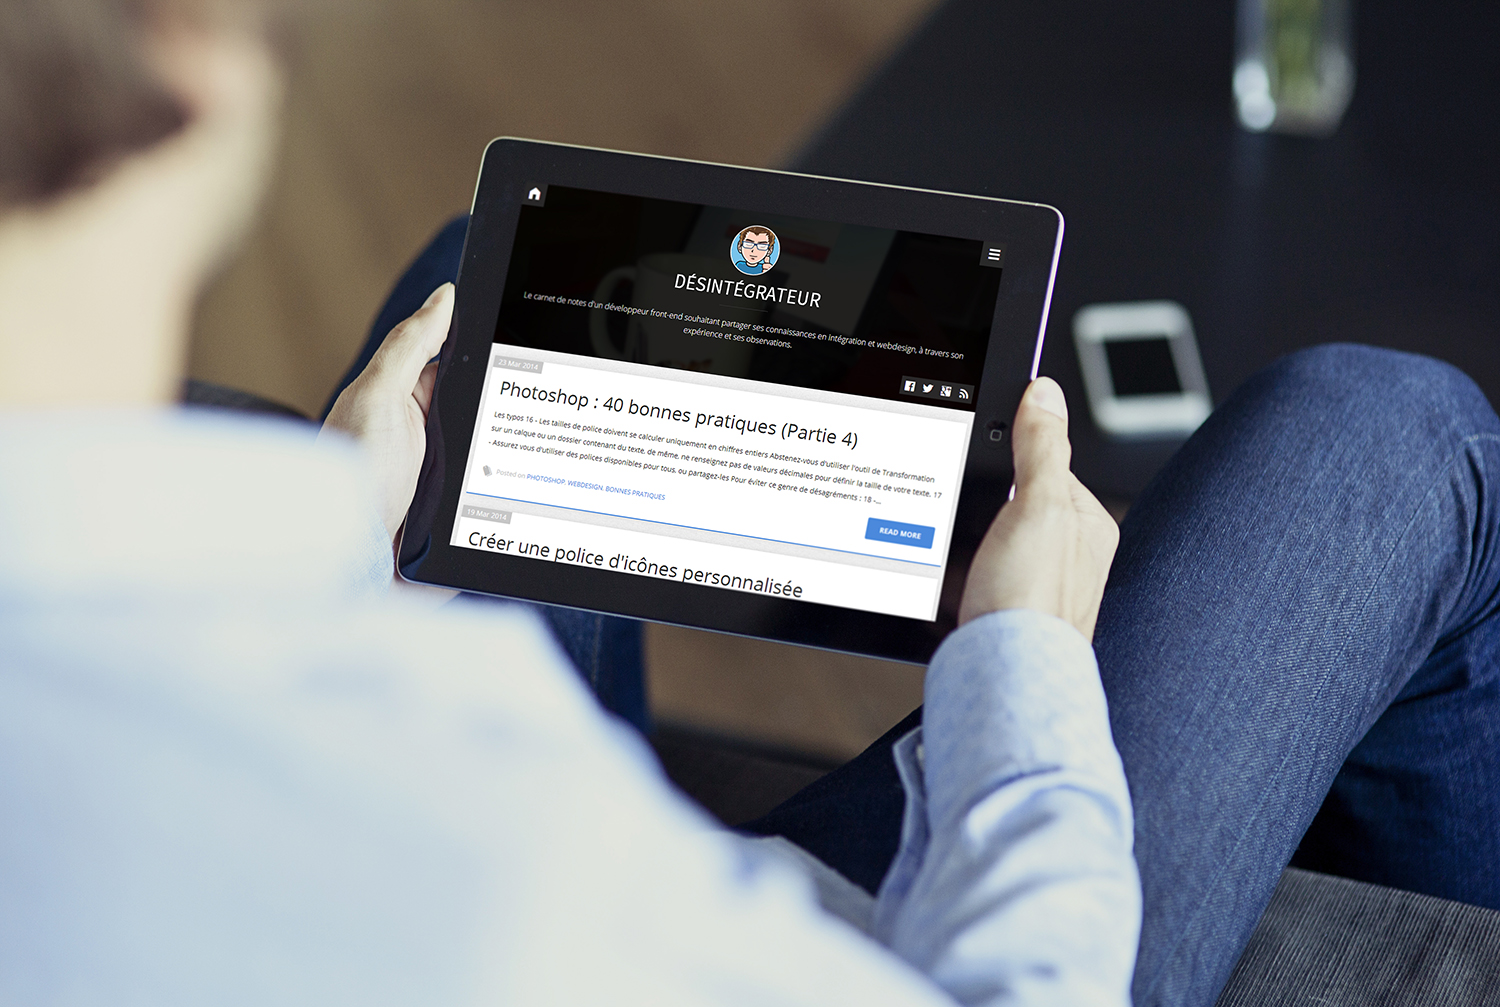 DÉSINTÉGRATEUR
Le carnet de notes d'un développeur front-end souhaitant partager ses connaissances en intégration et webdesign, à travers son
expérience et ses observations.
23 Mar 2014
Photoshop : 40 bonnes pratiques (Partie 4)
Les typos 16 - Les tailles de police doivent se calculer uniquement en chiffres entiers Abstenez-vous d'utiliser l'outil de Transformation
sur un calque ou un dossier contenant du texte, de même, ne renseignez pas de valeurs décimales pour définir la taille de votre texte. 17
- Assurez vous d'utiliser des polices disponibles pour tous, ou partagez-les Pour éviter ce genre de désagréments : 18 -...
Posted on PHOTOSHOP, WEBDESIGN, BONNES PRATIQUES
READ MORE
19 Mar 2014
Créer une police d'icônes personnalisée